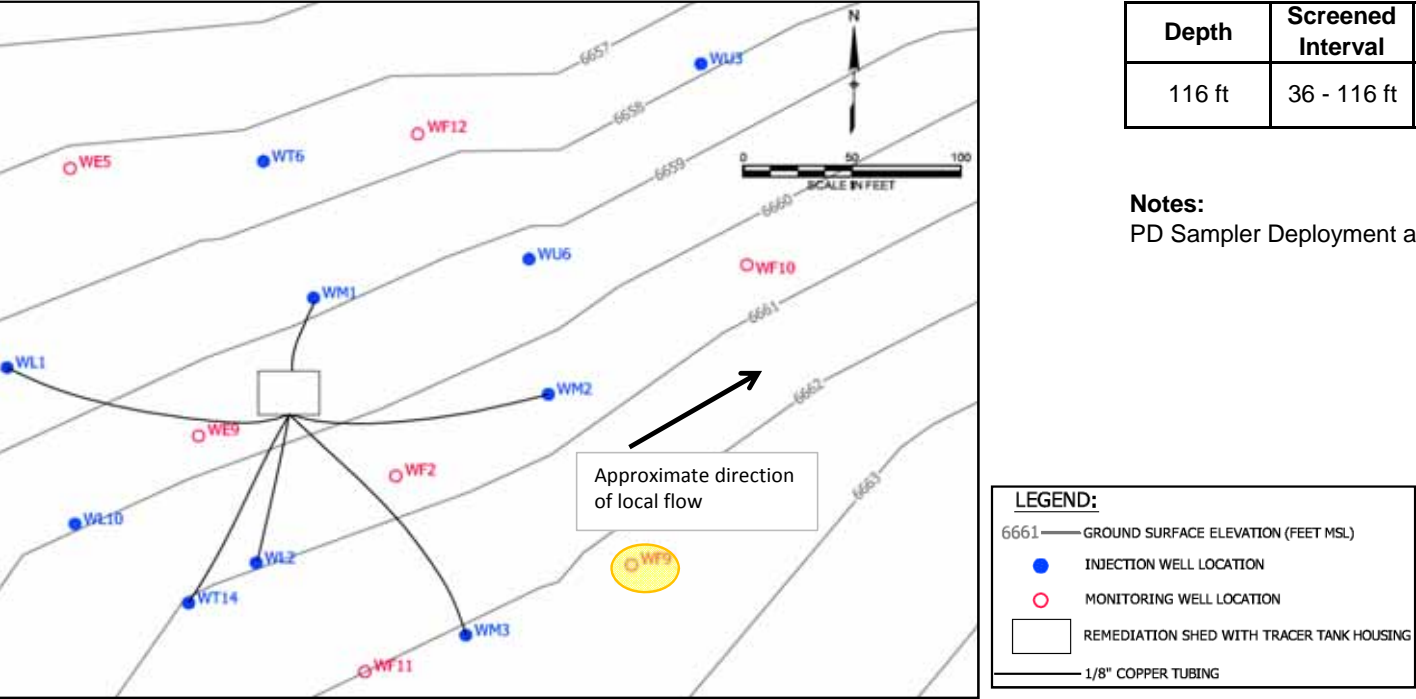 6657
N
WU3
6658
WF12
WE5
WT6
6659
0 50 100
SCALE IN FEET
6660
WU6
WF10
WM1
6661
WL1
WM2
6662
WE9
WF2
Approximate direction
of local flow
6663
WL10
WL2
WF9
WT14
WM3
WF11
Depth
Screened
Interval
116 ft
36 - 116 ft
Notes:
PD Sampler Deployment a
LEGEND:
6661 GROUND SURFACE ELEVATION (FEET MSL)
INJECTION WELL LOCATION
MONITORING WELL LOCATION
REMEDIATION SHED WITH TRACER TANK HOUSING
1/8" COPPER TUBING